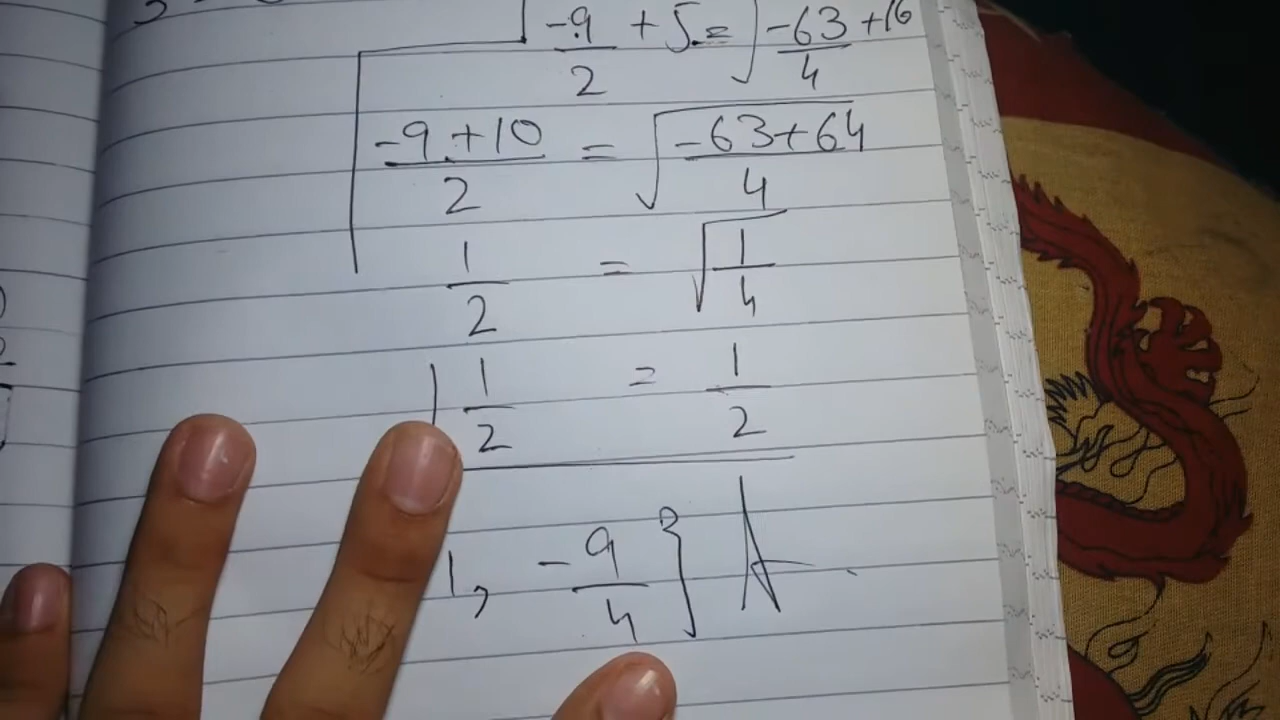 -9/2 + 5 = √-63/4 + 16
-9+10/2 = √-63+64/4
1/2 = √1/4
1/2 = 1/2
1, -9/4}